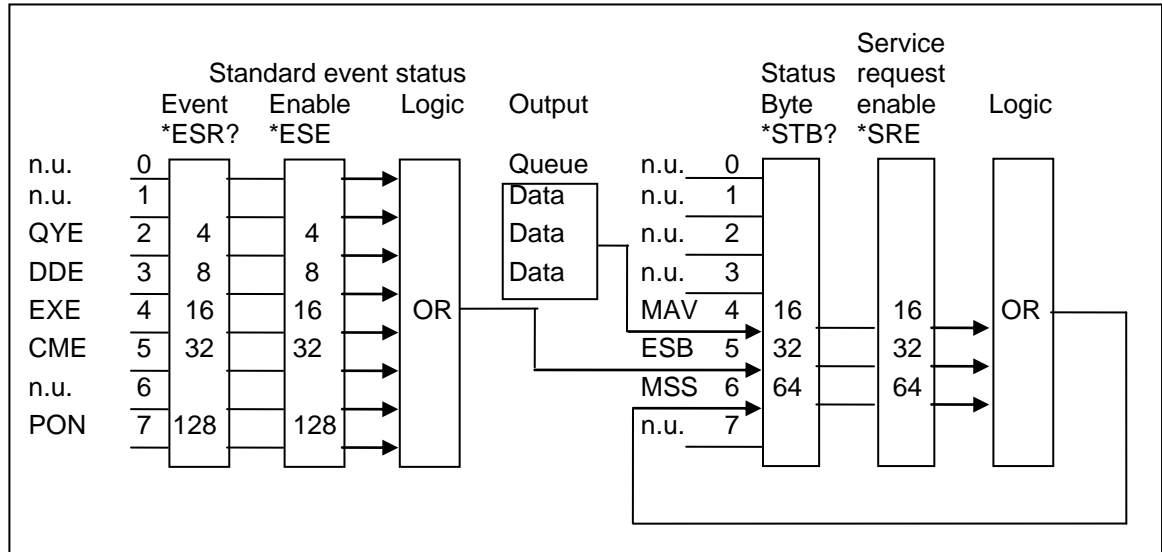 Service
Standard event status Status request
Event Enable Logic Output Byte enable Logic
*ESR? *ESE *STB? *SRE
n.u. 0 Queue n.u. 0
n.u. 1 Data n.u. 1
QYE 2 4 4 Data n.u. 2
DDE 3 8 8 Data n.u. 3
EXE 4 16 16 OR MAV 4 16 16 OR
CME 5 32 32 ESB 5 32 32
n.u. 6 MSS 6 64 64
PON 7 128 128 n.u. 7